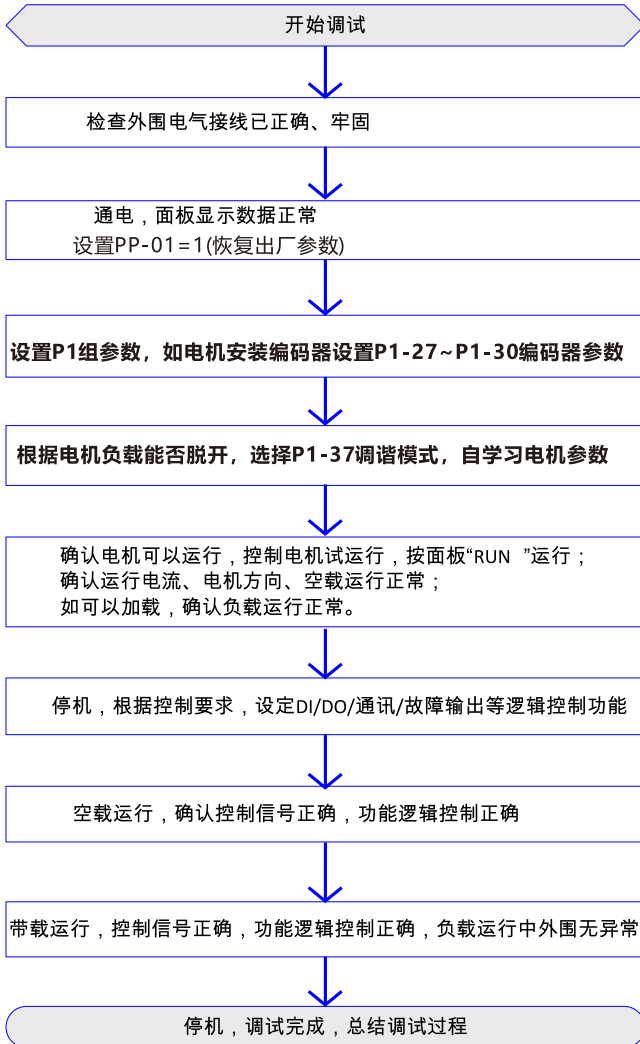 开始调试
检查外围电气接线已正确、牢固
通电，面板显示数据正常
设置PP-01=1(恢复出厂参数)
设置P1组参数，如电机安装编码器设置P1-27~P1-30编码器参数
根据电机负载能否脱开，选择P1-37调谐模式，自学习电机参数
确认电机可以运行，控制电机试运行，按面板“RUN ”运行；
确认运行电流、电机方向、空载运行正常；
如可以加载，确认负载运行正常。
停机，根据控制要求，设定DI/DO/通讯/故障输出等逻辑控制功能
空载运行，确认控制信号正确，功能逻辑控制正确
带载运行，控制信号正确，功能逻辑控制正确，负载运行中外围无异常
停机，调试完成，总结调试过程